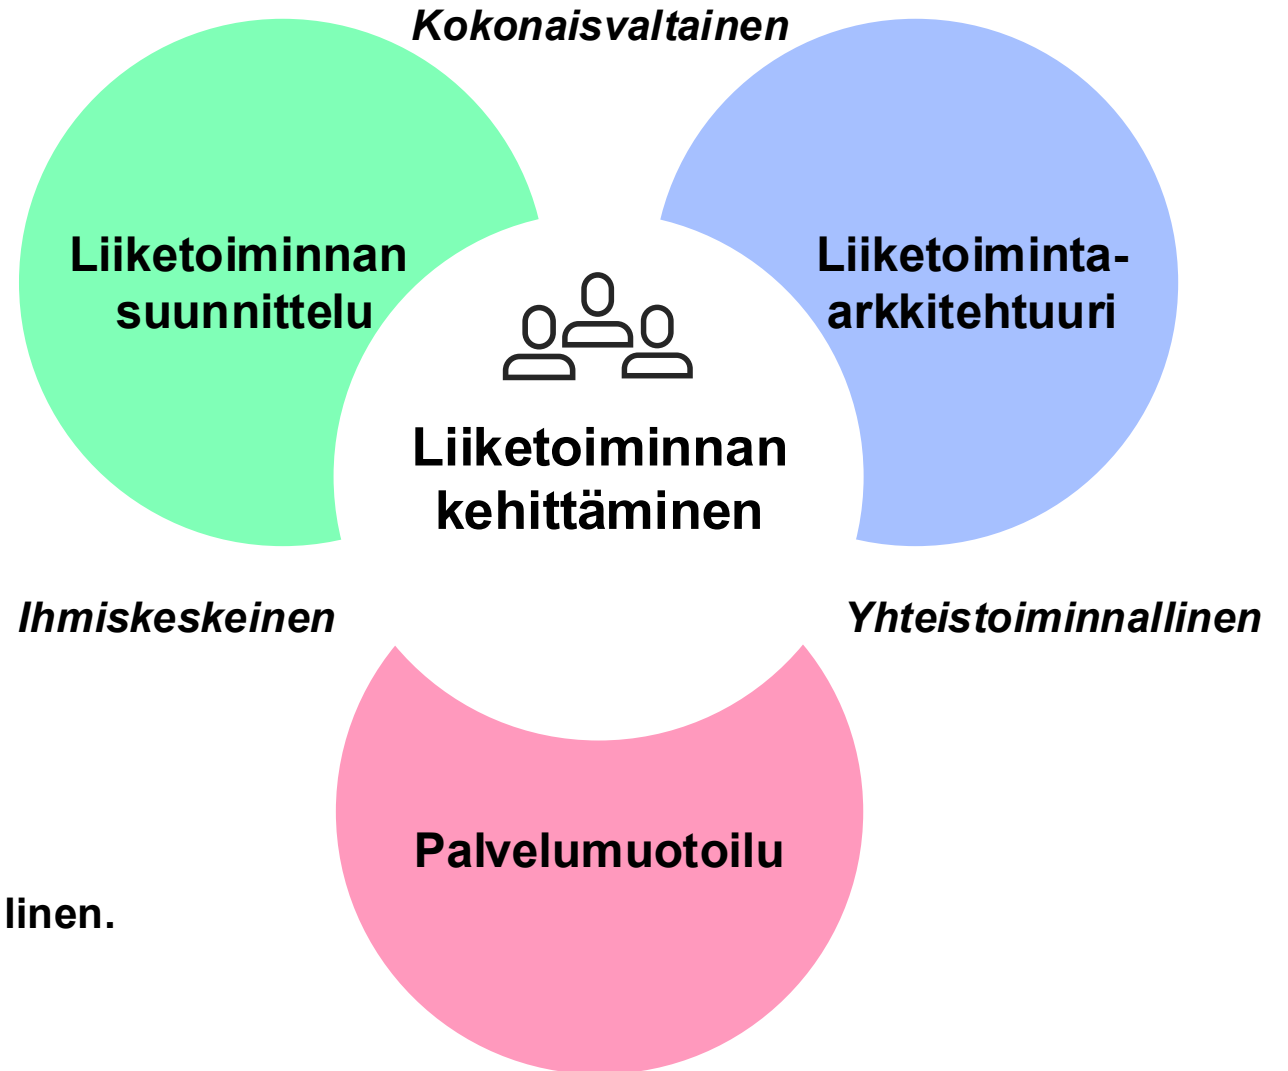 Kokonaisvaltainen
Liiketoiminnan
suunnittelu
Liiketoiminta-
arkkitehtuuri
Liiketoiminnan
kehittäminen
Ihmiskeskeinen
Yhteistoiminnallinen
Palvelumuotoilu
linen.